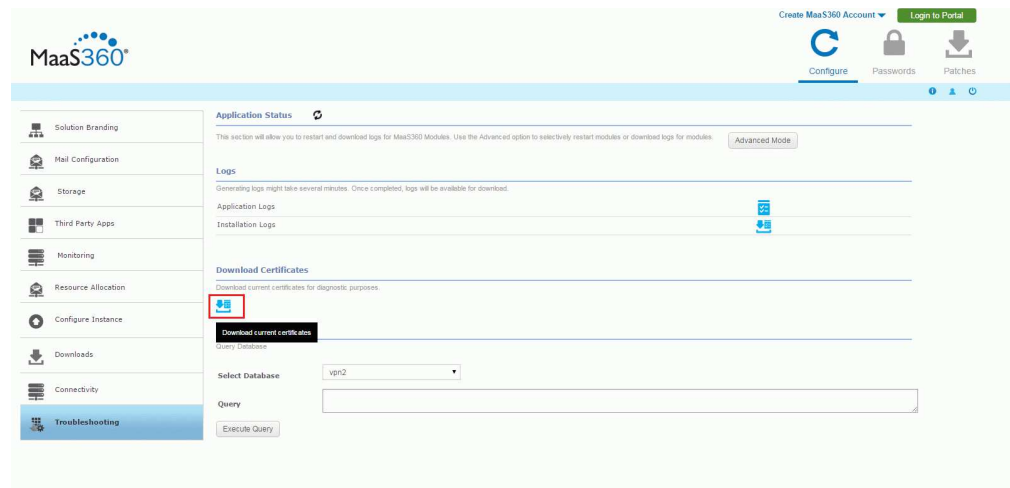 Create MaaS360 Account
Login to Portal
MaaS360
Configure
Passwords
Patches
Solution Branding
Mail Configuration
Storage
Third Party Apps
Monitoring
Resource Allocation
Configure Instance
Downloads
Connectivity
Troubleshooting
Application Status
This section will allow you to restart and download logs for MaaS360 Modules. Use the Advanced option to selectively restart modules or download logs for modules.
Advanced Mode
Logs
Generating logs might take several minutes. Once completed, logs will be available for download.
Application Logs
Installation Logs
Download Certificates
Download current certificates for diagnostic purposes.
Download current certificates
Query Database
Select Database
vpn2
Query
Execute Query